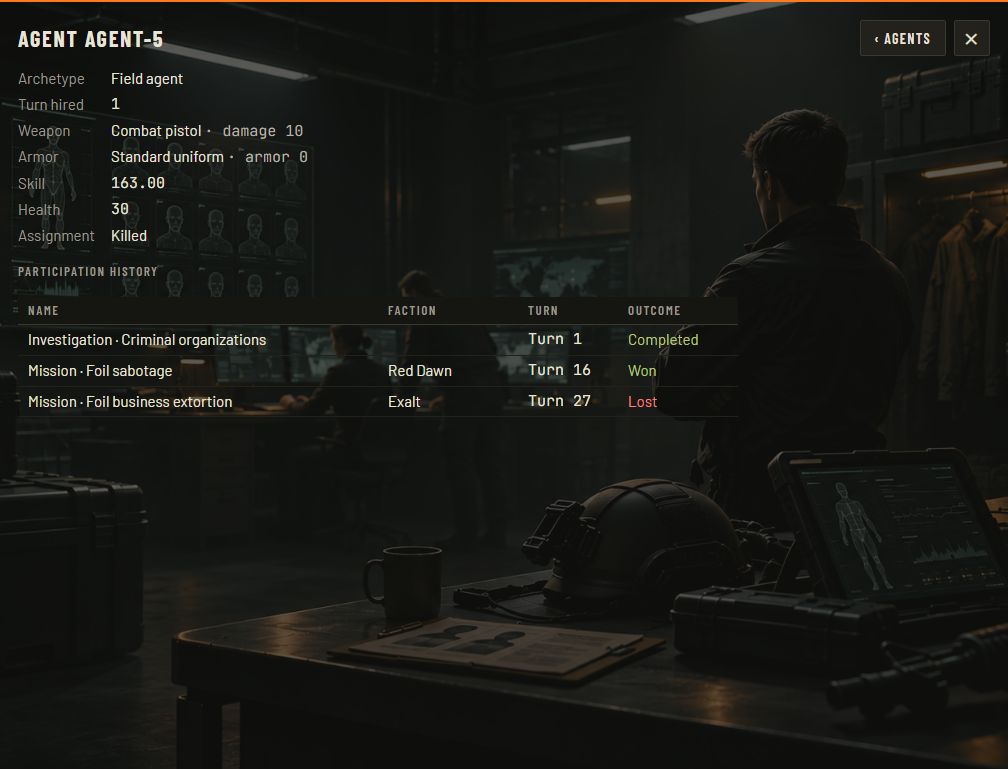 AGENT AGENT-5
‹ AGENTS ✕
Archetype Field agent
Turn hired 1
Weapon Combat pistol · damage 10
Armor Standard uniform · armor 0
Skill 163.00
Health 30
Assignment Killed
PARTICIPATION HISTORY
NAME FACTION TURN OUTCOME
Investigation · Criminal organizations Turn 1 Completed
Mission · Foil sabotage Red Dawn Turn 16 Won
Mission · Foil business extortion Exalt Turn 27 Lost